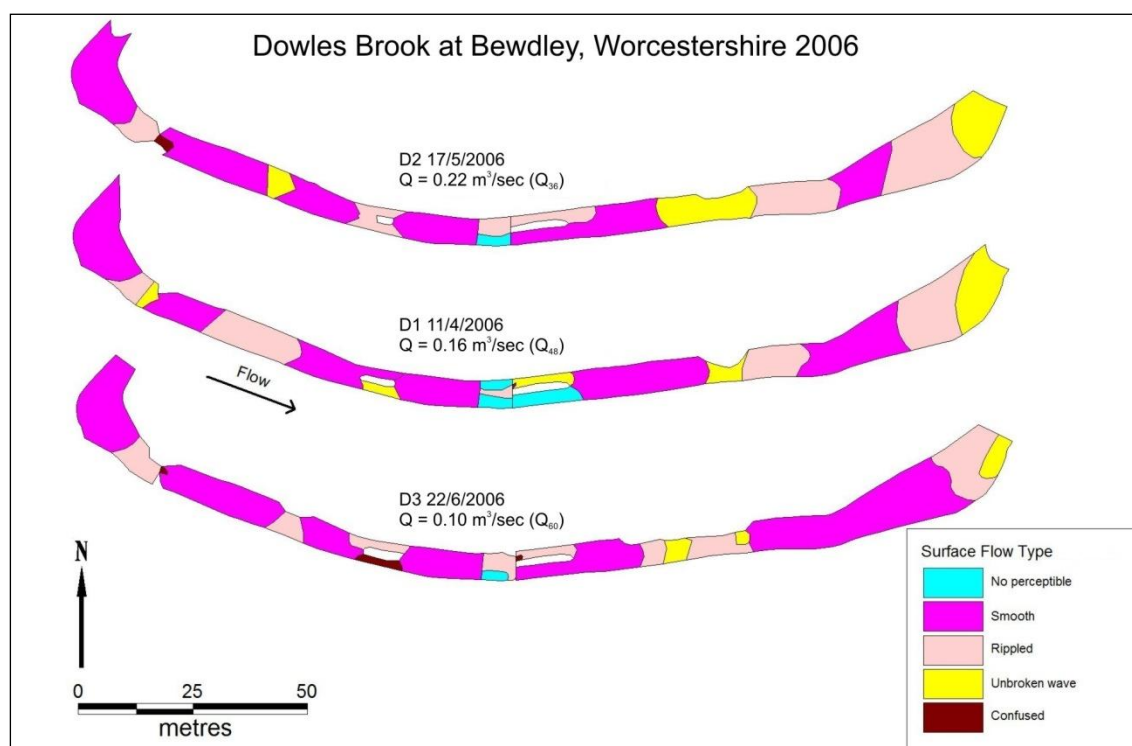 Dowles Brook at Bewdley, Worcestershire 2006
D2 17/5/2006
Q = 0.22 m³/sec (Q₃₆)
D1 11/4/2006
Q = 0.16 m³/sec (Q₄₈)
Flow
D3 22/6/2006
Q = 0.10 m³/sec (Q₆₀)
N
0 25 50
metres
Surface Flow Type
No perceptible
Smooth
Rippled
Unbroken wave
Confused